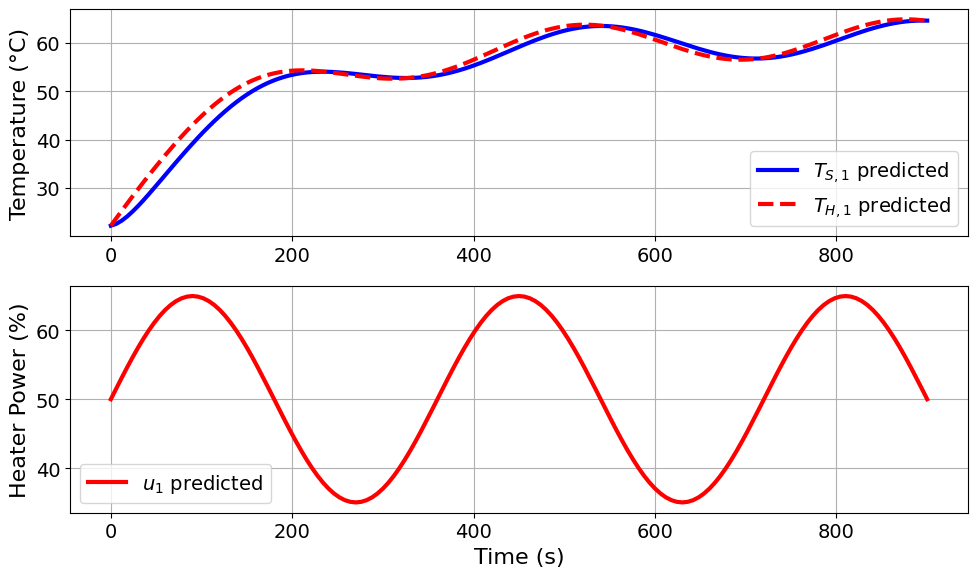 Temperature (°C)
60
50
40
30
T_{S,1} predicted
T_{H,1} predicted
0 200 400 600 800
Heater Power (%)
60
50
40
u_1 predicted
0 200 400 600 800
Time (s)